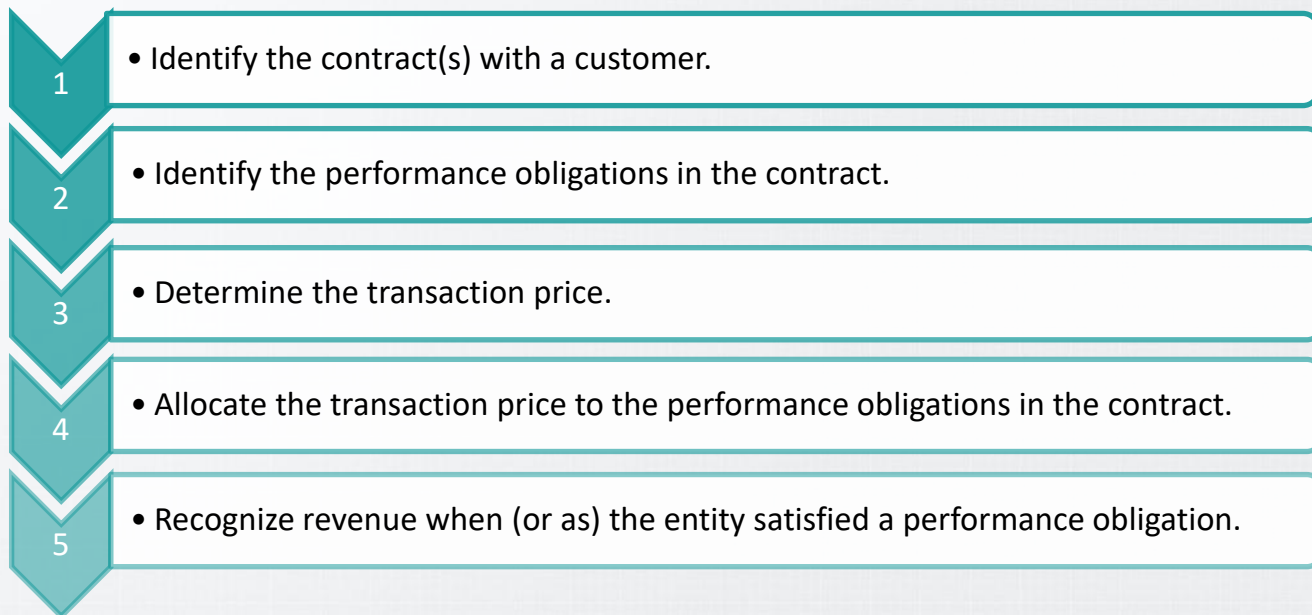 1
• Identify the contract(s) with a customer.
2
• Identify the performance obligations in the contract.
3
• Determine the transaction price.
4
• Allocate the transaction price to the performance obligations in the contract.
5
• Recognize revenue when (or as) the entity satisfied a performance obligation.